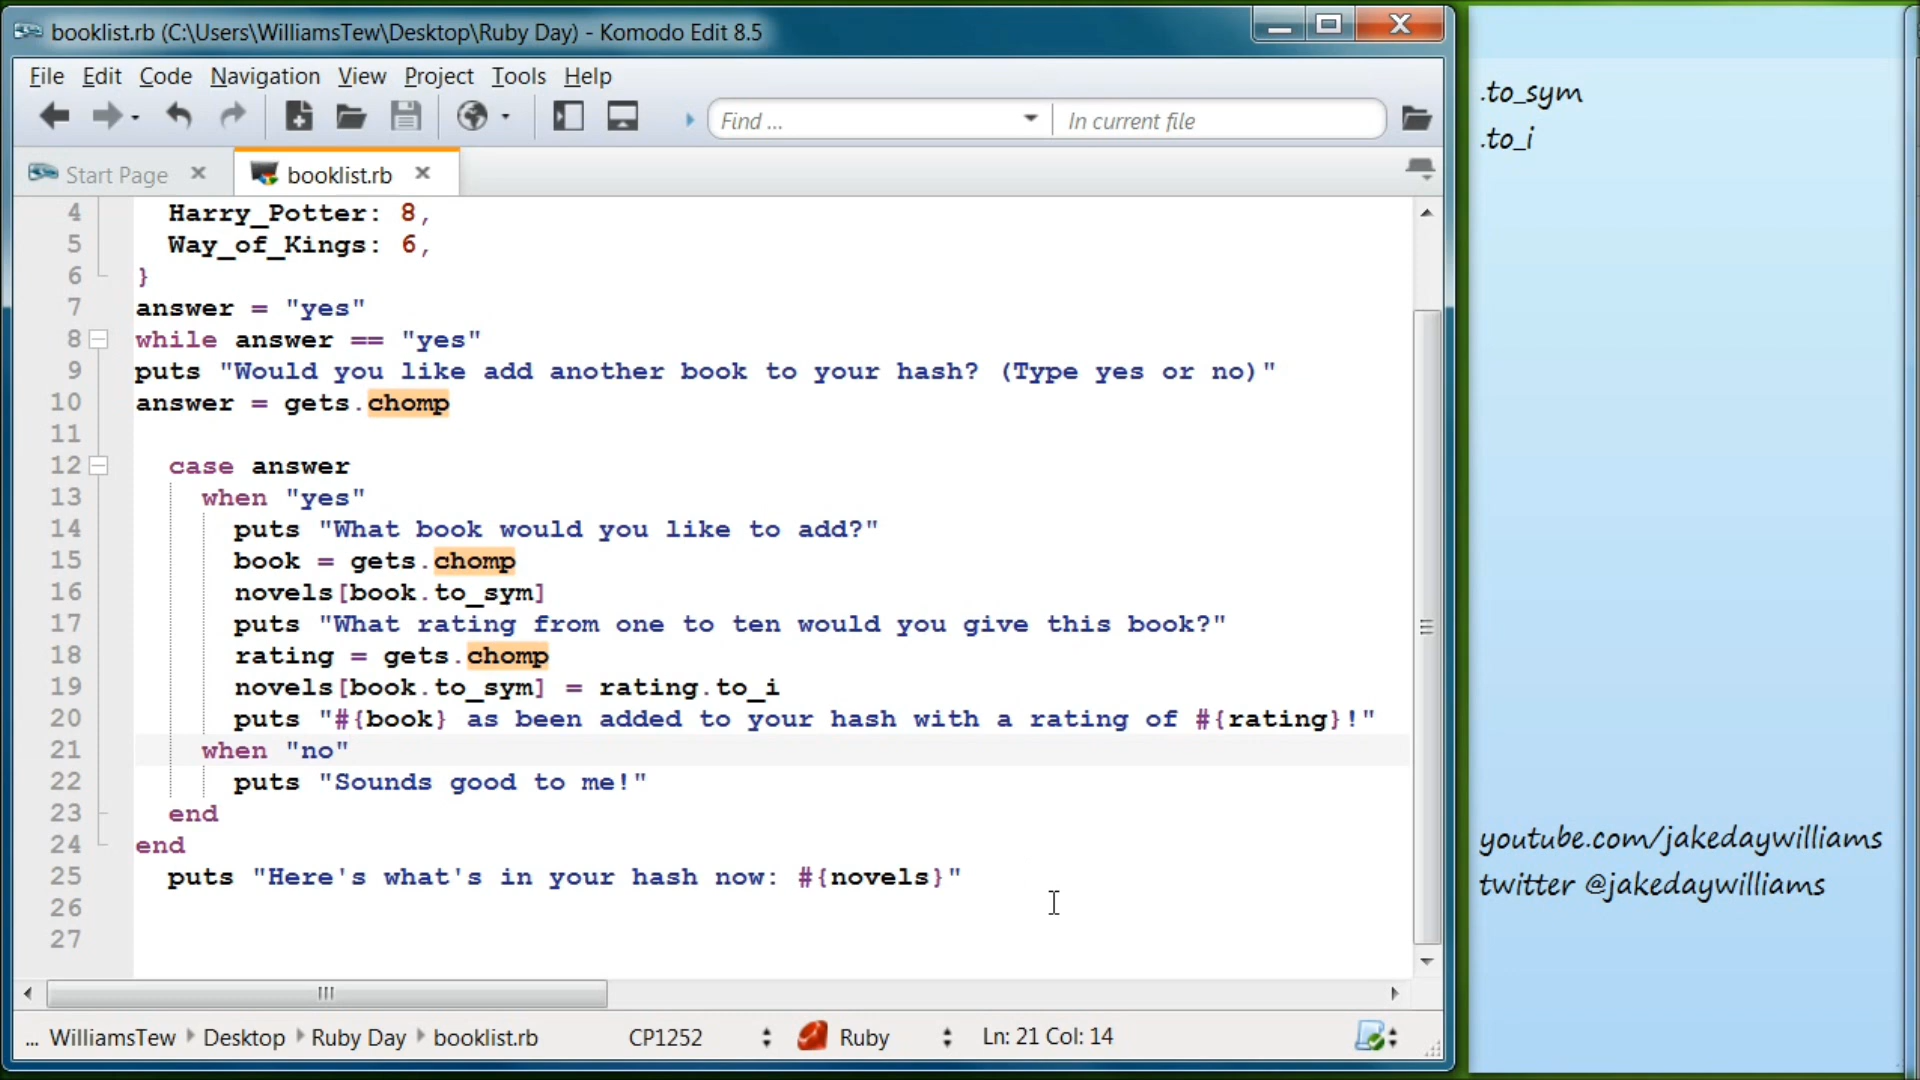 booklist.rb (C:\Users\WilliamsTew\Desktop\Ruby Day) - Komodo Edit 8.5
File Edit Code Navigation View Project Tools Help
Find ... In current file
Start Page booklist.rb
4 Harry_Potter: 8,
5 Way_of_Kings: 6,
6 }
7 answer = "yes"
8 while answer == "yes"
9 puts "Would you like add another book to your hash? (Type yes or no)"
10 answer = gets.chomp
11
12 case answer
13 when "yes"
14 puts "What book would you like to add?"
15 book = gets.chomp
16 novels[book.to_sym]
17 puts "What rating from one to ten would you give this book?"
18 rating = gets.chomp
19 novels[book.to_sym] = rating.to_i
20 puts "#{book} as been added to your hash with a rating of #{rating}!"
21 when "no"
22 puts "Sounds good to me!"
23 end
24 end
25 puts "Here's what's in your hash now: #{novels}"
26
27
... WilliamsTew Desktop Ruby Day booklist.rb CP1252 Ruby Ln: 21 Col: 14
.to_sym
.to_i
youtube.com/jakedaywilliams
twitter @jakedaywilliams